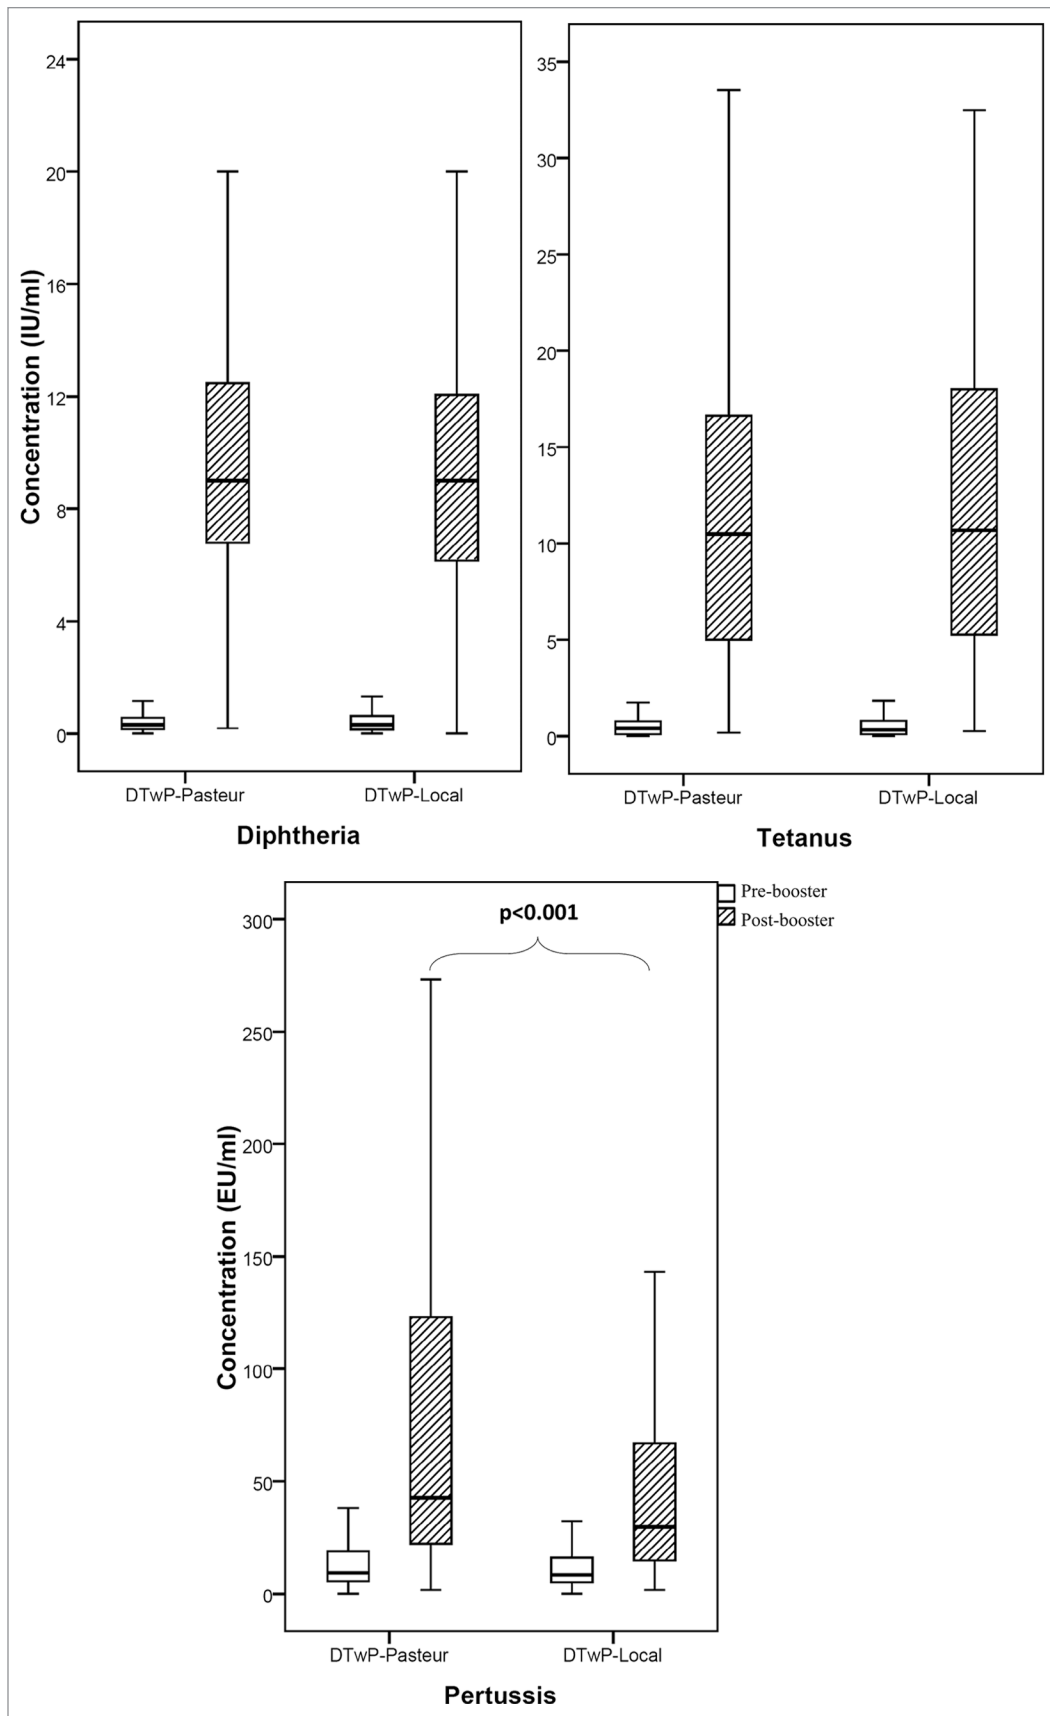 24
20
16
12
8
4
0
Concentration (IU/ml)
DTwP-Pasteur
DTwP-Local
Diphtheria
35
30
25
20
15
10
5
0
DTwP-Pasteur
DTwP-Local
Tetanus
Pre-booster
Post-booster
p<0.001
300
250
200
150
100
50
0
Concentration (EU/ml)
DTwP-Pasteur
DTwP-Local
Pertussis